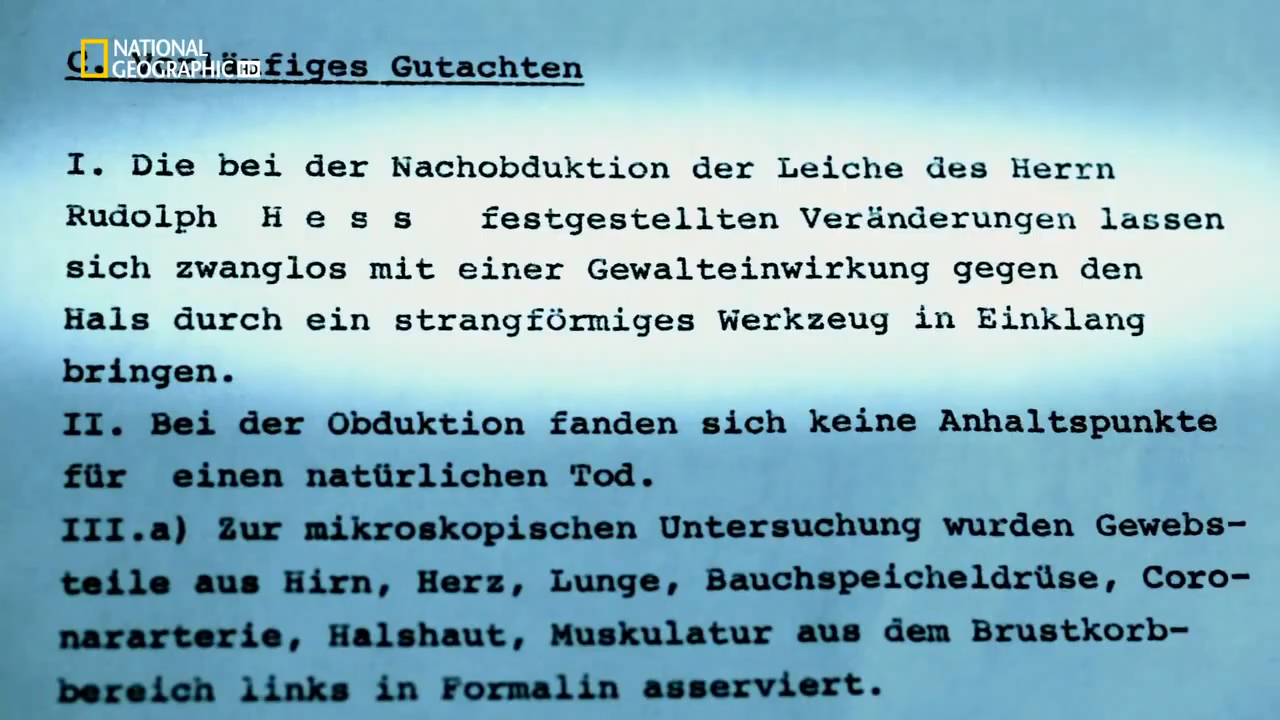 NATIONAL
GEOGRAPHIC HD
C. Vorläufiges Gutachten
I. Die bei der Nachobduktion der Leiche des Herrn
Rudolph H e s s festgestellten Veränderungen lassen
sich zwanglos mit einer Gewalteinwirkung gegen den
Hals durch ein strangförmiges Werkzeug in Einklang
bringen.
II. Bei der Obduktion fanden sich keine Anhaltspunkte
für einen natürlichen Tod.
III.a) Zur mikroskopischen Untersuchung wurden Gewebs-
teile aus Hirn, Herz, Lunge, Bauchspeicheldrüse, Coro-
nararterie, Halshaut, Muskulatur aus dem Brustkorb-
bereich links in Formalin asserviert.